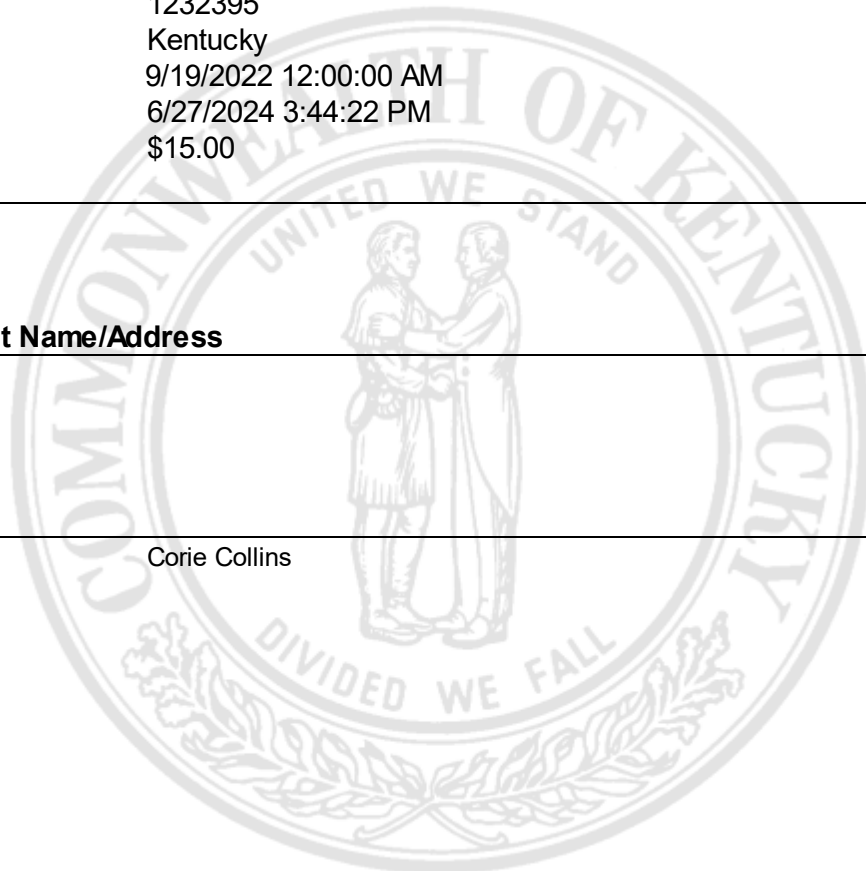 1232395
Kentucky
9/19/2022 12:00:00 AM
6/27/2024 3:44:22 PM
$15.00
COMMONWEALTH OF KENTUCKY
UNITED WE STAND
t Name/Address
Corie Collins
DIVIDED WE FALL